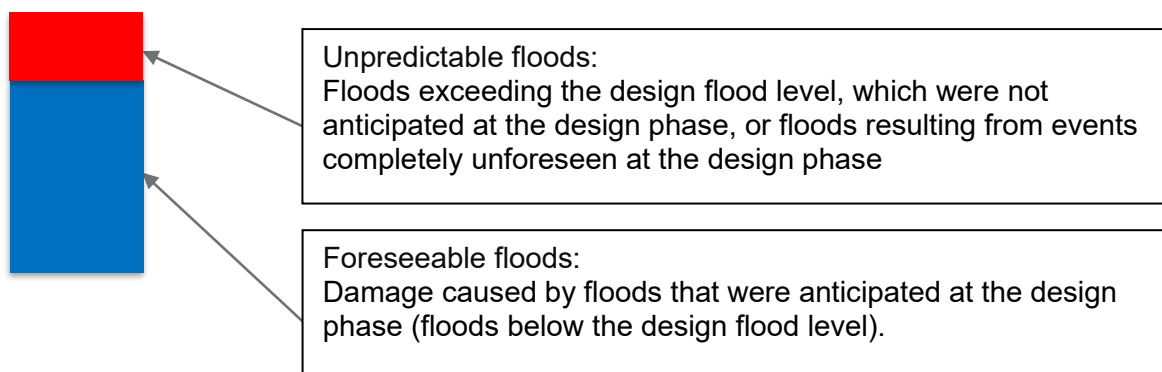 Unpredictable floods:
Floods exceeding the design flood level, which were not
anticipated at the design phase, or floods resulting from events
completely unforeseen at the design phase
Foreseeable floods:
Damage caused by floods that were anticipated at the design
phase (floods below the design flood level).